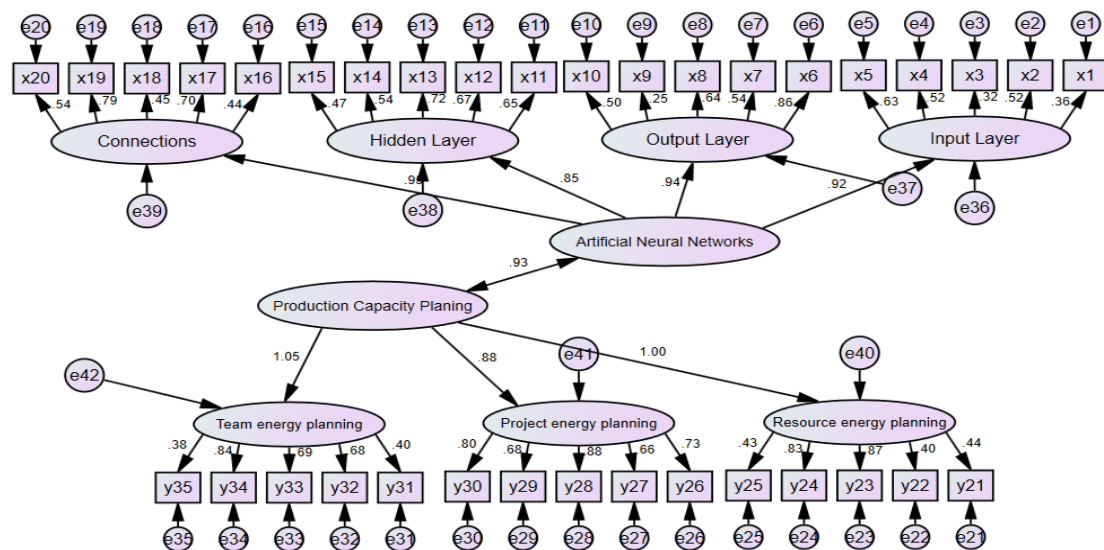 e20 e19 e18 e17 e16 e15 e14 e13 e12 e11 e10 e9 e8 e7 e6 e5 e4 e3 e2 e1
x20 x19 x18 x17 x16 x15 x14 x13 x12 x11 x10 x9 x8 x7 x6 x5 x4 x3 x2 x1
.54 .79 .45 .70 .44 .47 .54 .72 .67 .65 .50 .25 .64 .54 .86 .63 .52 .32 .52 .36
Connections Hidden Layer Output Layer Input Layer
.85 .94 .92
e39 e38 e37 e36
Artificial Neural Networks
.93
Production Capacity Planing
1.05 .88 1.00
e42 e41 e40
Team energy planning Project energy planning Resource energy planning
.38 .84 .69 .68 .40 .80 .68 .88 .66 .73 .43 .83 .87 .40 .44
y35 y34 y33 y32 y31 y30 y29 y28 y27 y26 y25 y24 y23 y22 y21
e35 e34 e33 e32 e31 e30 e29 e28 e27 e26 e25 e24 e23 e22 e21